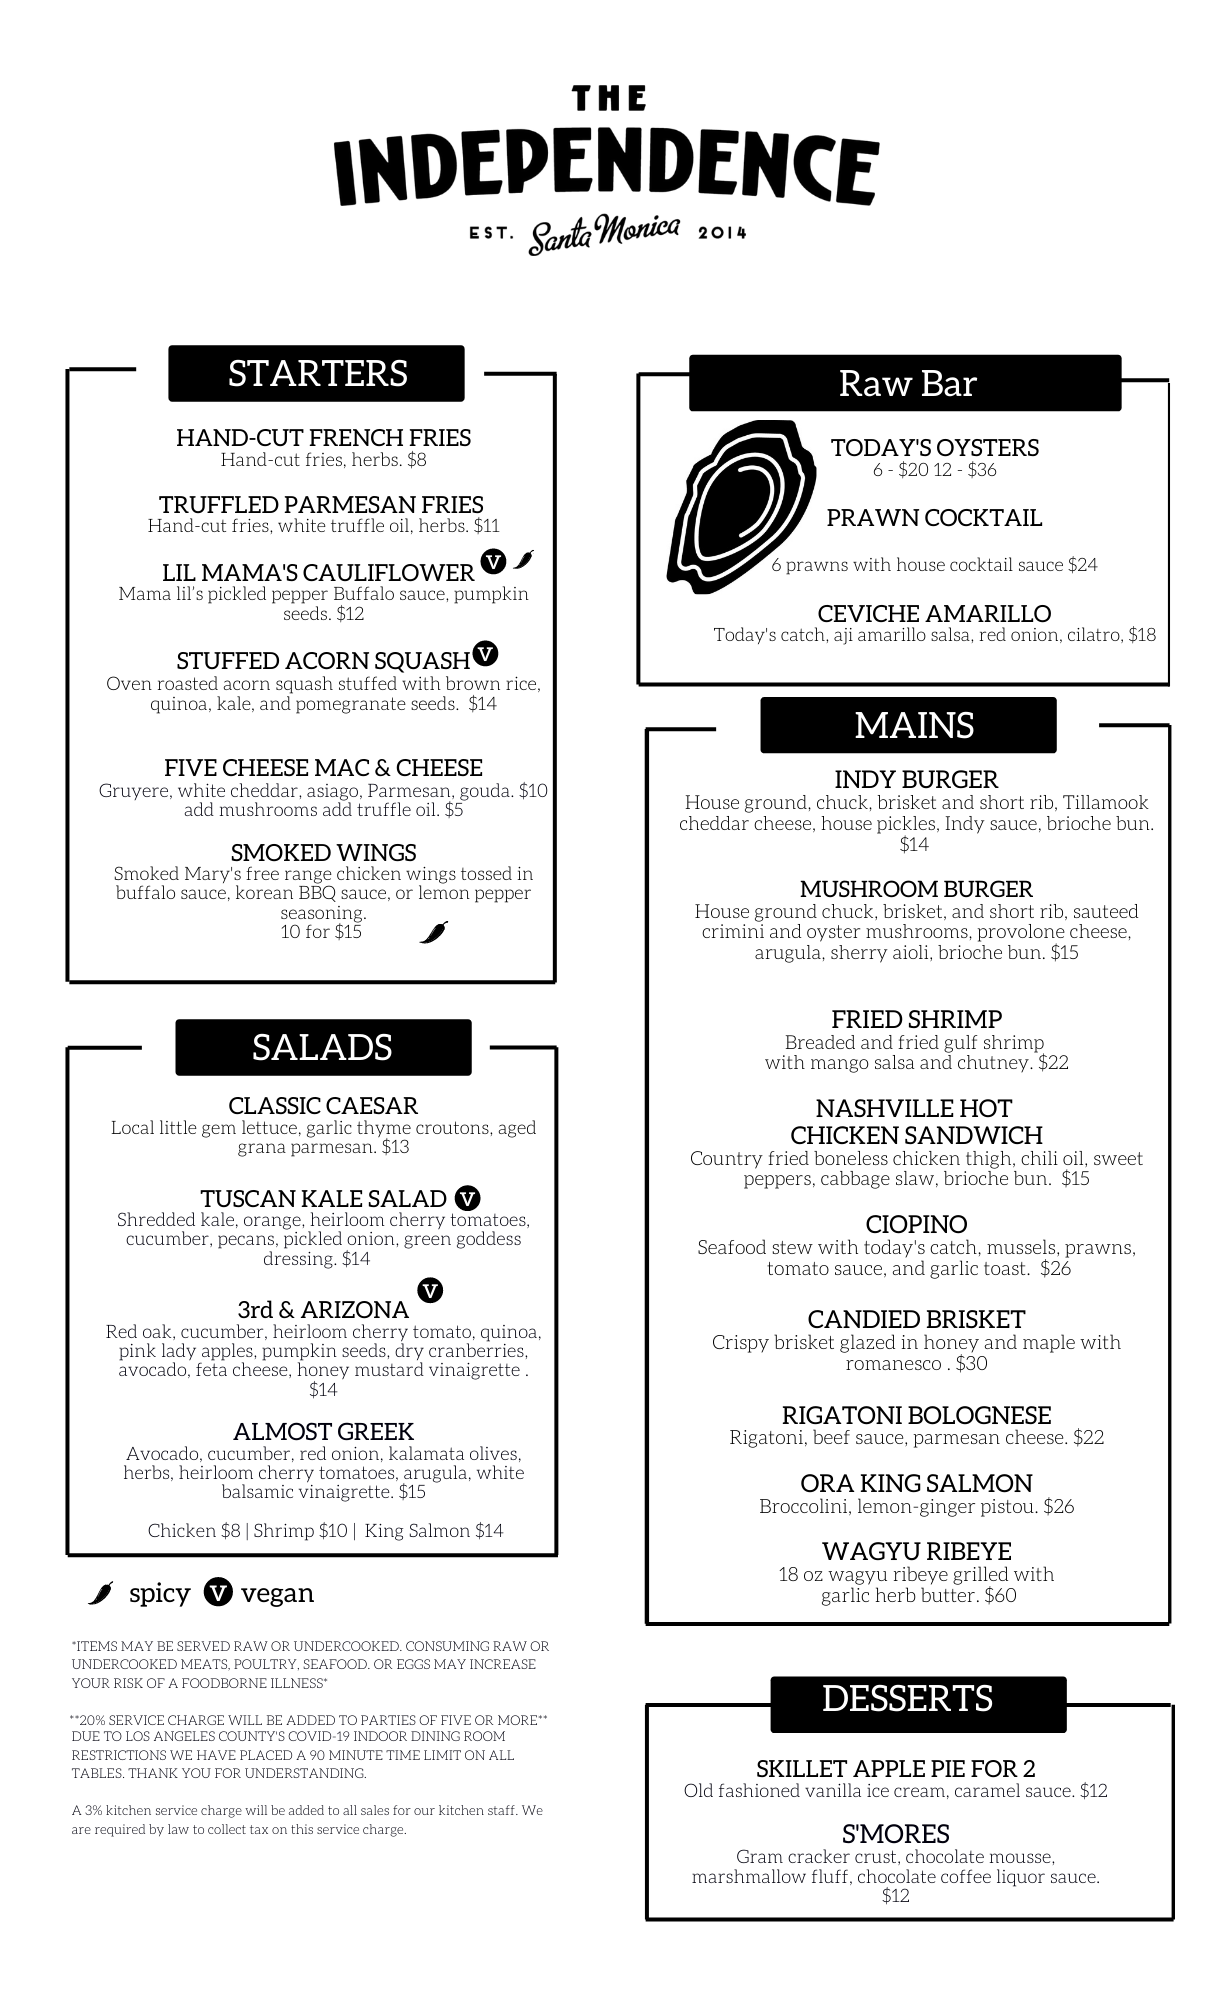 THE
INDEPENDENCE
EST. Santa Monica 2014
STARTERS
HAND-CUT FRENCH FRIES
Hand-cut fries, herbs. $8
TRUFFLED PARMESAN FRIES
Hand-cut fries, white truffle oil, herbs. $11
LIL MAMA'S CAULIFLOWER V
Mama lil's pickled pepper Buffalo sauce, pumpkin
seeds. $12
STUFFED ACORN SQUASH V
Oven roasted acorn squash stuffed with brown rice,
quinoa, kale, and pomegranate seeds. $14
FIVE CHEESE MAC & CHEESE
Gruyere, white cheddar, asiago, Parmesan, gouda. $10
add mushrooms add truffle oil. $5
SMOKED WINGS
Smoked Mary's free range chicken wings tossed in
buffalo sauce, korean BBQ sauce, or lemon pepper
seasoning.
10 for $15
SALADS
CLASSIC CAESAR
Local little gem lettuce, garlic thyme croutons, aged
grana parmesan. $13
TUSCAN KALE SALAD V
Shredded kale, orange, heirloom cherry tomatoes,
cucumber, pecans, pickled onion, green goddess
dressing. $14
V
3rd & ARIZONA
Red oak, cucumber, heirloom cherry tomato, quinoa,
pink lady apples, pumpkin seeds, dry cranberries,
avocado, feta cheese, honey mustard vinaigrette .
$14
ALMOST GREEK
Avocado, cucumber, red onion, kalamata olives,
herbs, heirloom cherry tomatoes, arugula, white
balsamic vinaigrette. $15
Chicken $8 | Shrimp $10 | King Salmon $14
spicy V vegan
*ITEMS MAY BE SERVED RAW OR UNDERCOOKED. CONSUMING RAW OR
UNDERCOOKED MEATS, POULTRY, SEAFOOD. OR EGGS MAY INCREASE
YOUR RISK OF A FOODBORNE ILLNESS*
**20% SERVICE CHARGE WILL BE ADDED TO PARTIES OF FIVE OR MORE**
DUE TO LOS ANGELES COUNTY'S COVID-19 INDOOR DINING ROOM
RESTRICTIONS WE HAVE PLACED A 90 MINUTE TIME LIMIT ON ALL
TABLES. THANK YOU FOR UNDERSTANDING.
A 3% kitchen service charge will be added to all sales for our kitchen staff. We
are required by law to collect tax on this service charge.
Raw Bar
TODAY'S OYSTERS
6 - $20 12 - $36
PRAWN COCKTAIL
6 prawns with house cocktail sauce $24
CEVICHE AMARILLO
Today's catch, aji amarillo salsa, red onion, cilatro, $18
MAINS
INDY BURGER
House ground, chuck, brisket and short rib, Tillamook
cheddar cheese, house pickles, Indy sauce, brioche bun.
$14
MUSHROOM BURGER
House ground chuck, brisket, and short rib, sauteed
crimini and oyster mushrooms, provolone cheese,
arugula, sherry aioli, brioche bun. $15
FRIED SHRIMP
Breaded and fried gulf shrimp
with mango salsa and chutney. $22
NASHVILLE HOT
CHICKEN SANDWICH
Country fried boneless chicken thigh, chili oil, sweet
peppers, cabbage slaw, brioche bun. $15
CIOPINO
Seafood stew with today's catch, mussels, prawns,
tomato sauce, and garlic toast. $26
CANDIED BRISKET
Crispy brisket glazed in honey and maple with
romanesco . $30
RIGATONI BOLOGNESE
Rigatoni, beef sauce, parmesan cheese. $22
ORA KING SALMON
Broccolini, lemon-ginger pistou. $26
WAGYU RIBEYE
18 oz wagyu ribeye grilled with
garlic herb butter. $60
DESSERTS
SKILLET APPLE PIE FOR 2
Old fashioned vanilla ice cream, caramel sauce. $12
S'MORES
Gram cracker crust, chocolate mousse,
marshmallow fluff, chocolate coffee liquor sauce.
$12